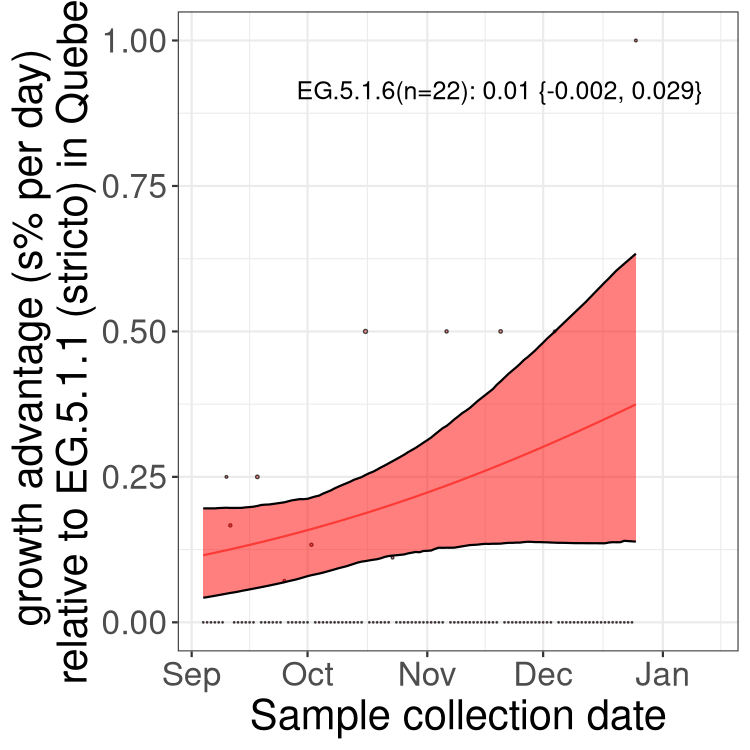 growth advantage (s% per day)
relative to EG.5.1.1 (stricto) in Quebe
1.00
0.75
0.50
0.25
0.00
EG.5.1.6(n=22): 0.01 {-0.002, 0.029}
Sep Oct Nov Dec Jan
Sample collection date